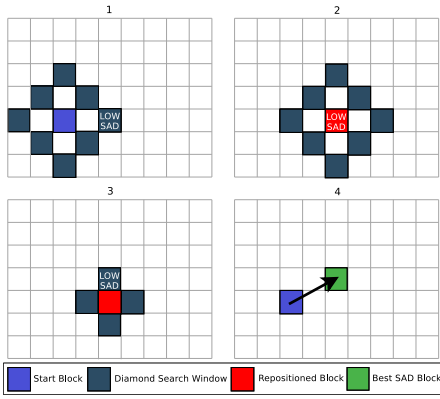 1
2
LOW
SAD
LOW
SAD
3
4
LOW
SAD
Start Block
Diamond Search Window
Repositioned Block
Best SAD Block